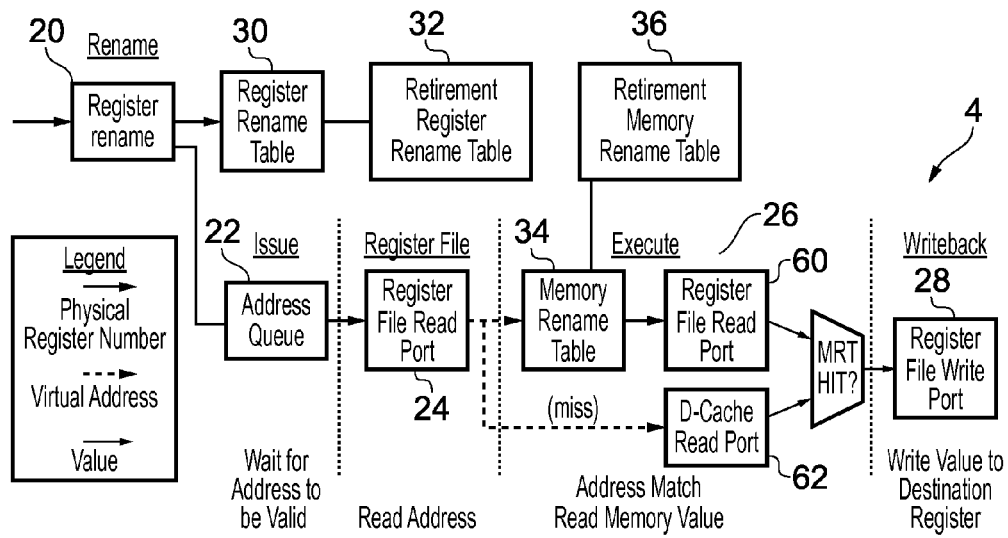 20
Rename
30
32
36
4
Register
rename
Register
Rename
Table
Retirement
Register
Rename Table
Retirement
Memory
Rename Table
Legend
Physical
Register Number
Virtual Address
Value
22
Issue
Address
Queue
Wait for
Address to
be Valid
Register File
Register
File Read
Port
24
Read Address
34
Execute
26
Memory
Rename
Table
60
Register
File Read
Port
(miss)
D-Cache
Read Port
62
MRT
HIT?
Address Match
Read Memory Value
Writeback
28
Register
File Write
Port
Write Value to
Destination
Register